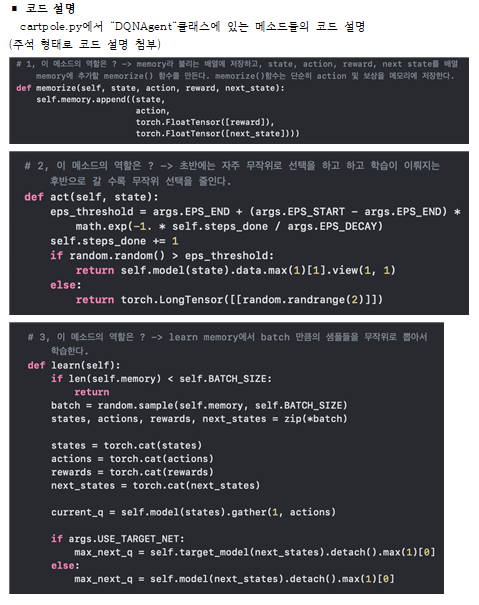 ■ 코드 설명
cartpole.py에서 "DQNAgent"클래스에 있는 메소드들의 코드 설명
(주석 형태로 코드 설명 첨부)
# 1, 이 메소드의 역할은 ? -> memory라 불리는 배열에 저장하고, state, action, reward, next state를 배열
memory에 추가할 memorize() 함수를 만든다. memorize()함수는 단순히 action 및 보상을 메모리에 저장한다.
def memorize(self, state, action, reward, next_state):
self.memory.append((state,
action,
torch.FloatTensor([reward]),
torch.FloatTensor([next_state])))
# 2, 이 메소드의 역할은 ? -> 초반에는 자주 무작위로 선택을 하고 하고 학습이 이뤄지는
후반으로 갈 수록 무작위 선택을 줄인다.
def act(self, state):
eps_threshold = args.EPS_END + (args.EPS_START - args.EPS_END) *
math.exp(-1. * self.steps_done / args.EPS_DECAY)
self.steps_done += 1
if random.random() > eps_threshold:
return self.model(state).data.max(1)[1].view(1, 1)
else:
return torch.LongTensor([[random.randrange(2)]])
# 3, 이 메소드의 역할은 ? -> learn memory에서 batch 만큼의 샘플들을 무작위로 뽑아서
학습한다.
def learn(self):
if len(self.memory) < self.BATCH_SIZE:
return
batch = random.sample(self.memory, self.BATCH_SIZE)
states, actions, rewards, next_states = zip(*batch)
states = torch.cat(states)
actions = torch.cat(actions)
rewards = torch.cat(rewards)
next_states = torch.cat(next_states)
current_q = self.model(states).gather(1, actions)
if args.USE_TARGET_NET:
max_next_q = self.target_model(next_states).detach().max(1)[0]
else:
max_next_q = self.model(next_states).detach().max(1)[0]